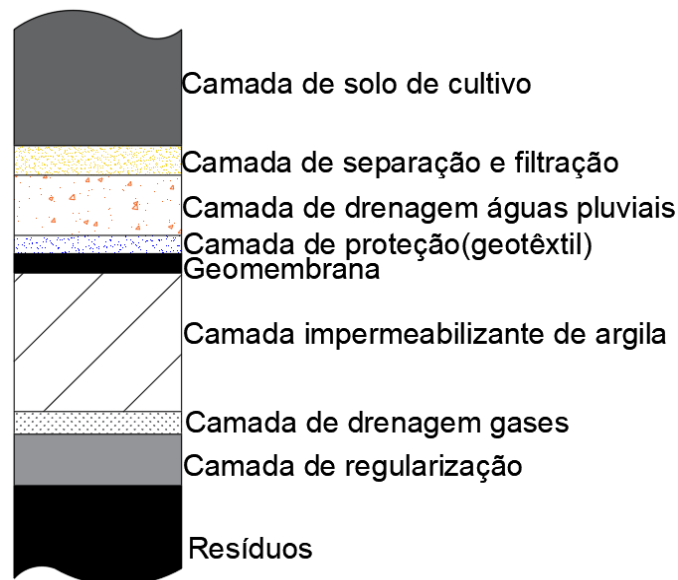 Camada de solo de cultivo
Camada de separação e filtração
Camada de drenagem águas pluviais
Camada de proteção(geotêxtil)
Geomembrana
Camada impermeabilizante de argila
Camada de drenagem gases
Camada de regularização
Resíduos